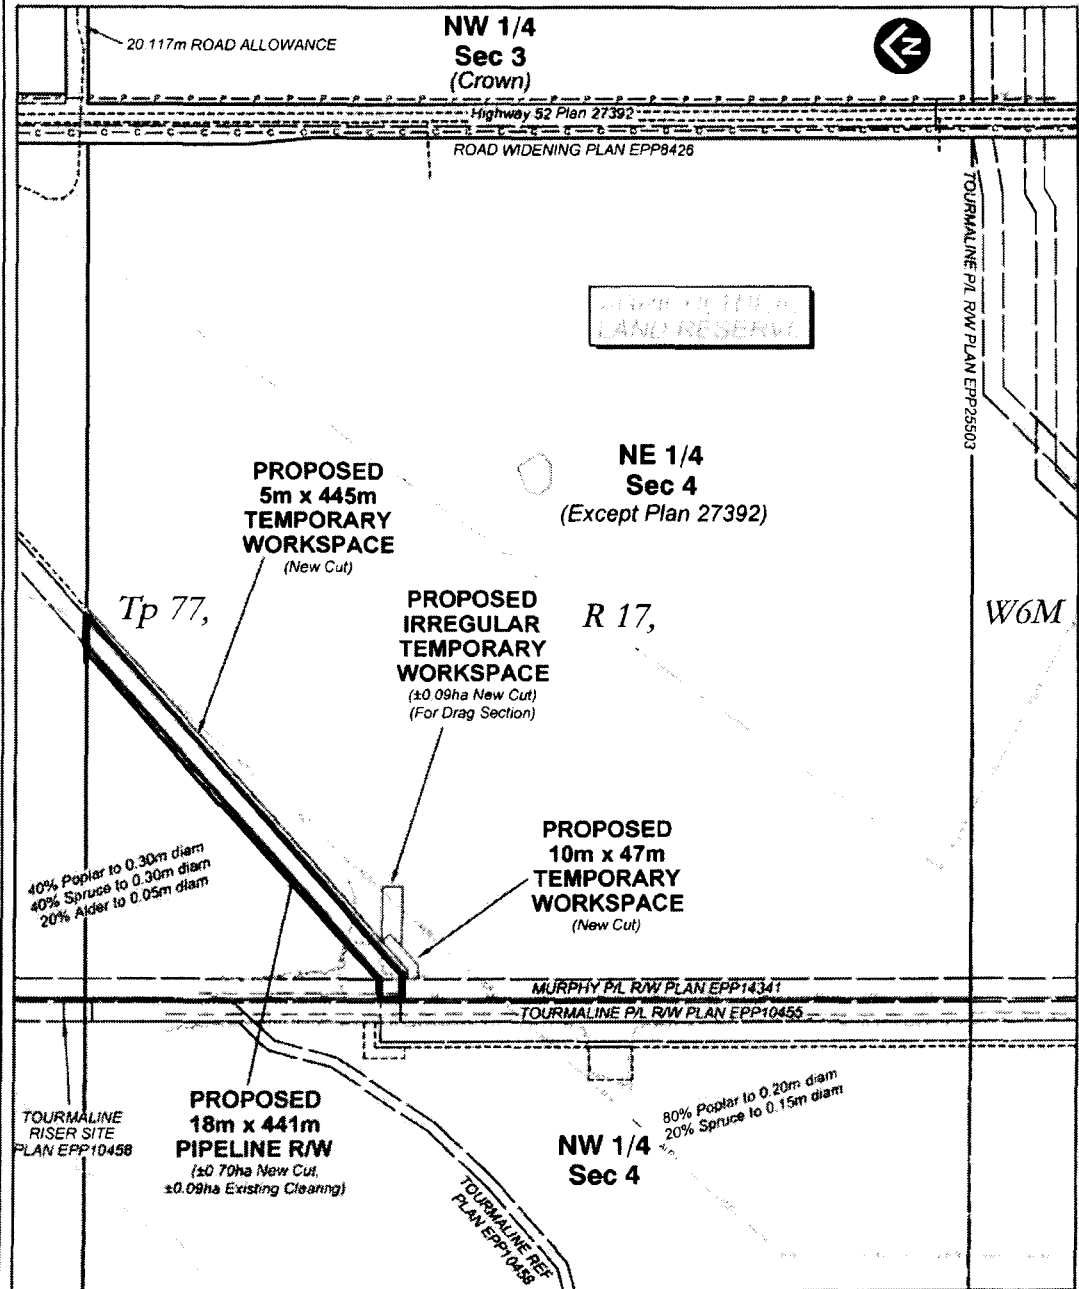 NW 1/4
Sec 3
(Crown)
20.117m ROAD ALLOWANCE
N
Highway 52 Plan 27392
ROAD WIDENING PLAN EPP8426
TOURMALINE P/L R/W PLAN EPP25503
LAND RESERVE
NE 1/4
Sec 4
(Except Plan 27392)
PROPOSED
5m x 445m
TEMPORARY
WORKSPACE
(New Cut)
Tp 77,
R 17,
W6M
PROPOSED
IRREGULAR
TEMPORARY
WORKSPACE
(±0.09ha New Cut)
(For Drag Section)
PROPOSED
10m x 47m
TEMPORARY
WORKSPACE
(New Cut)
40% Poplar to 0.30m diam
40% Spruce to 0.30m diam
20% Alder to 0.05m diam
MURPHY P/L R/W PLAN EPP14341
TOURMALINE P/L R/W PLAN EPP10455
TOURMALINE
RISER SITE
PLAN EPP10458
PROPOSED
18m x 441m
PIPELINE R/W
(±0.70ha New Cut,
±0.09ha Existing Clearing)
80% Poplar to 0.20m diam
20% Spruce to 0.15m diam
NW 1/4
Sec 4
TOURMALINE REF
PLAN EPP10458